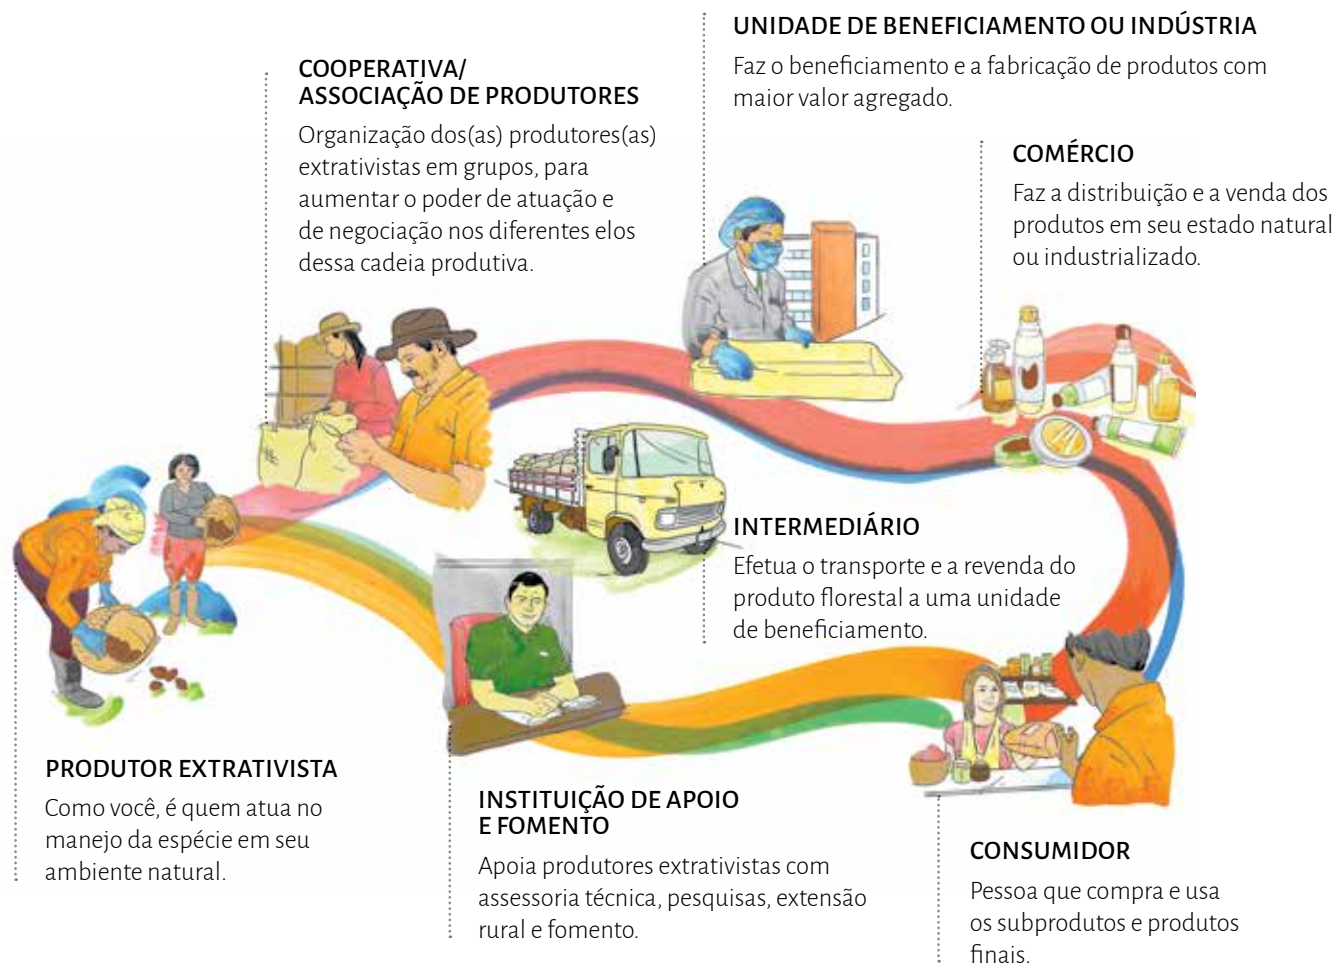 UNIDADE DE BENEFICIAMENTO OU INDÚSTRIA
Faz o beneficiamento e a fabricação de produtos com
maior valor agregado.
COOPERATIVA/
ASSOCIAÇÃO DE PRODUTORES
Organização dos(as) produtores(as)
extrativistas em grupos, para
aumentar o poder de atuação e
de negociação nos diferentes elos
dessa cadeia produtiva.
COMÉRCIO
Faz a distribuição e a venda dos
produtos em seu estado natural
ou industrializado.
INTERMEDIÁRIO
Efetua o transporte e a revenda do
produto florestal a uma unidade
de beneficiamento.
PRODUTOR EXTRATIVISTA
Como você, é quem atua no
manejo da espécie em seu
ambiente natural.
INSTITUIÇÃO DE APOIO
E FOMENTO
Apoia produtores extrativistas com
assessoria técnica, pesquisas, extensão
rural e fomento.
CONSUMIDOR
Pessoa que compra e usa
os subprodutos e produtos
finais.